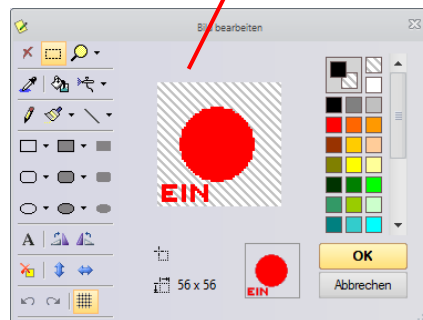 Bild bearbeiten
EIN
A
56 x 56
EIN
OK
Abbrechen